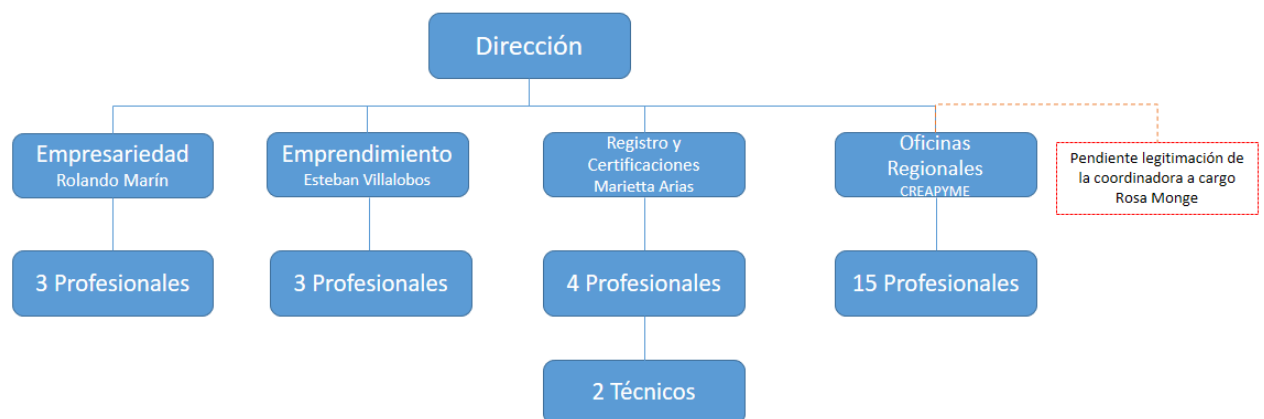 Dirección
Empresariedad
Rolando Marín
Emprendimiento
Esteban Villalobos
Registro y
Certificaciones
Marietta Arias
Oficinas
Regionales
CREAPYME
Pendiente legitimación de
la coordinadora a cargo
Rosa Monge
3 Profesionales
3 Profesionales
4 Profesionales
15 Profesionales
2 Técnicos